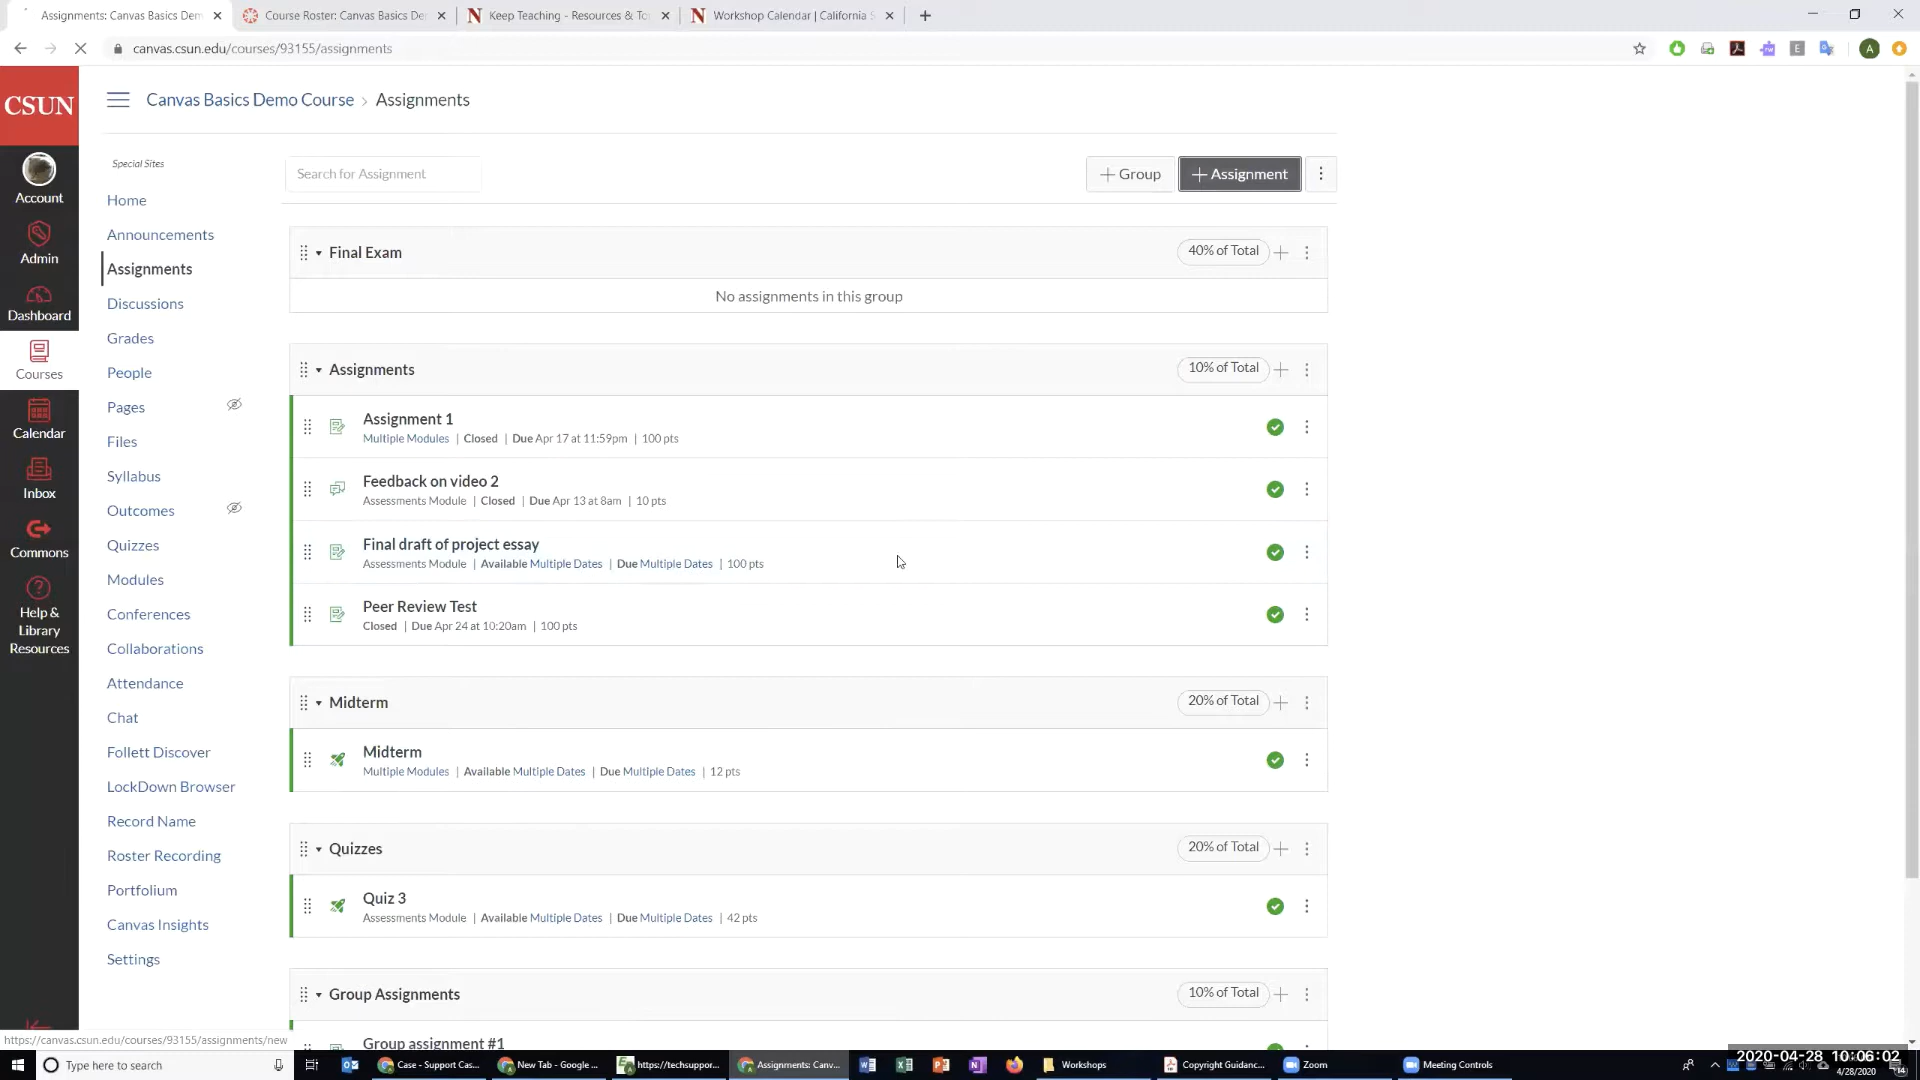 Assignments: Canvas Basics Dem
Course Roster: Canvas Basics De
Keep Teaching - Resources & To
Workshop Calendar | California S
canvas.csun.edu/courses/93155/assignments
A
CSUN
Canvas Basics Demo Course › Assignments
Account
Admin
Dashboard
Courses
Calendar
Inbox
Commons
Help &
Library
Resources
Special Sites
Home
Announcements
Assignments
Discussions
Grades
People
Pages
Files
Syllabus
Outcomes
Quizzes
Modules
Conferences
Collaborations
Attendance
Chat
Follett Discover
LockDown Browser
Record Name
Roster Recording
Portfolium
Canvas Insights
Settings
Search for Assignment
+ Group
+ Assignment
Final Exam
40% of Total
No assignments in this group
Assignments
10% of Total
Assignment 1
Multiple Modules | Closed | Due Apr 17 at 11:59pm | 100 pts
Feedback on video 2
Assessments Module | Closed | Due Apr 13 at 8am | 10 pts
Final draft of project essay
Assessments Module | Available Multiple Dates | Due Multiple Dates | 100 pts
Peer Review Test
Closed | Due Apr 24 at 10:20am | 100 pts
Midterm
20% of Total
Midterm
Multiple Modules | Available Multiple Dates | Due Multiple Dates | 12 pts
Quizzes
20% of Total
Quiz 3
Assessments Module | Available Multiple Dates | Due Multiple Dates | 42 pts
Group Assignments
10% of Total
Group assignment #1
https://canvas.csun.edu/courses/93155/assignments/new
Type here to search
Case - Support Cas...
New Tab - Google ...
https://techsuppor...
Assignments: Canv...
Workshops
Copyright Guidanc...
Zoom
Meeting Controls
2020-04-28 10:06:02
4/28/2020